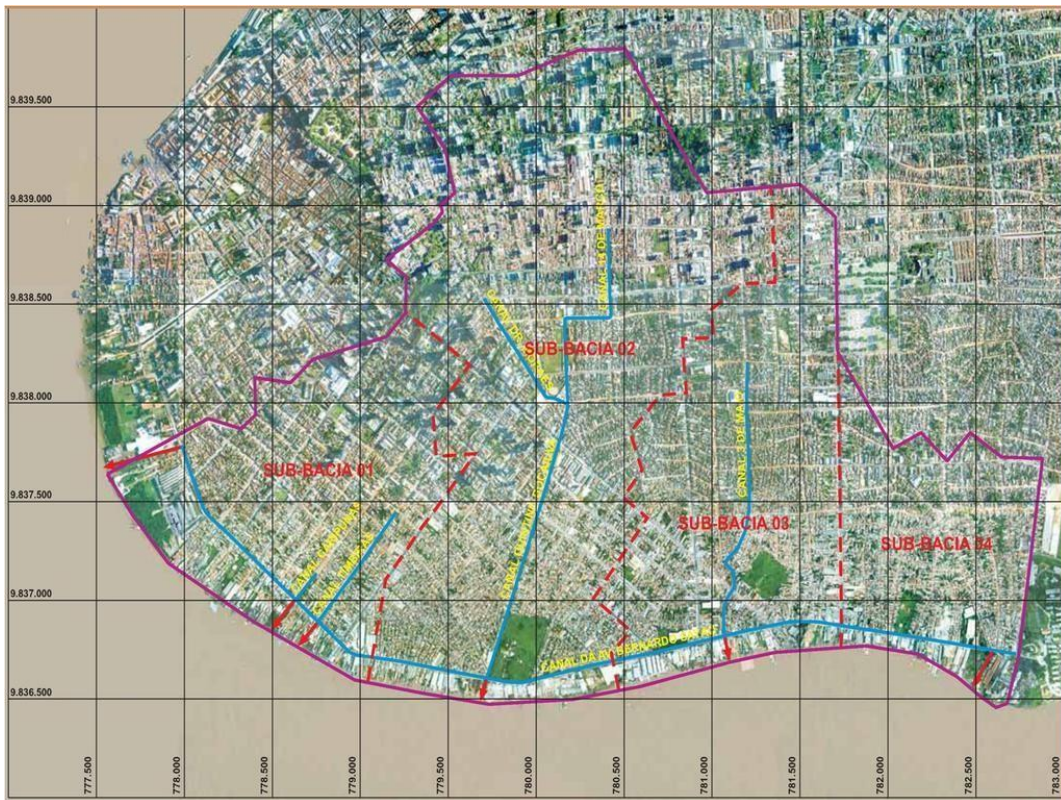 9.839.500
9.839.000
9.838.500
9.838.000
9.837.500
9.837.000
9.836.500
SUB-BACIA 02
SUB-BACIA 01
CANAL 3 DE MAIO
SUB-BACIA 03
SUB-BACIA 04
CANAL
CANAL
CANAL
CANAL DA AV. BERNARDO SAYÃO
777.500
778.000
778.500
779.000
779.500
780.000
780.500
781.000
781.500
782.000
782.500
783.000